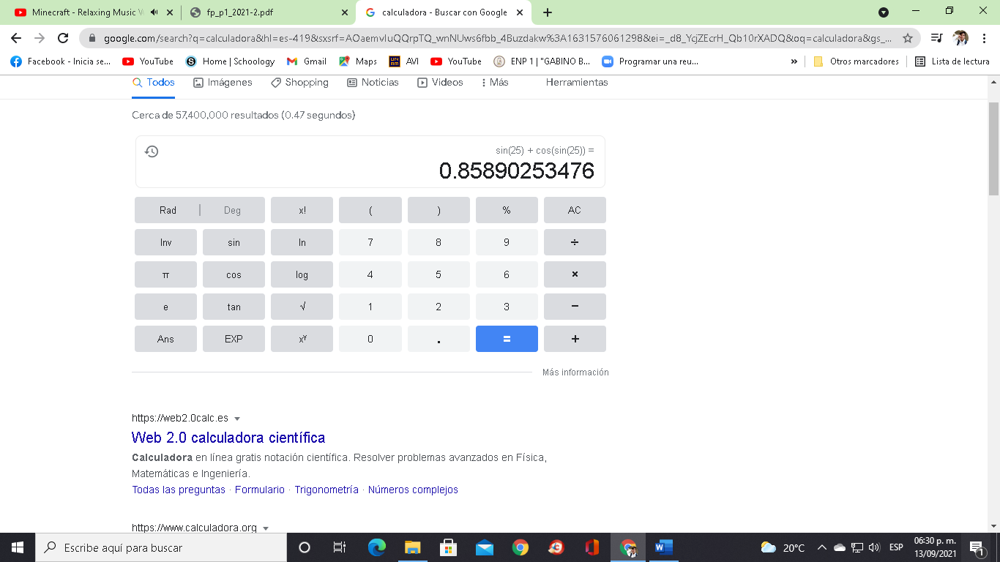 Minecraft - Relaxing Music V
fp_p1_2021-2.pdf
calculadora - Buscar con Google
google.com/search?q=calculadora&hl=es-419&sxsrf=AOaemvIuQQrpTQ_wnNUws6fbb_4Buzdakw%3A1631576061298&ei=_d8_YcjZEcrH_Qb10rXADQ&oq=calculadora&gs_...
Facebook - Inicia se...
YouTube
Home | Schoology
Gmail
Maps
UNAM
AVI
YouTube
ENP 1 | "GABINO B...
Programar una reu...
»
Otros marcadores
Lista de lectura
Todos
Imágenes
Shopping
Noticias
Videos
Más
Herramientas
Cerca de 57,400,000 resultados (0.47 segundos)
sin(25) + cos(sin(25)) =
0.85890253476
Rad | Deg x! ( ) % AC
Inv sin ln 7 8 9 ÷
π cos log 4 5 6 ×
e tan √ 1 2 3 −
Ans EXP xʸ 0 . = +
Más información
https://web2.0calc.es
Web 2.0 calculadora científica
Calculadora en línea gratis notación científica. Resolver problemas avanzados en Física,
Matemáticas e Ingeniería.
Todas las preguntas · Formulario · Trigonometría · Números complejos
https://www.calculadora.org
Escribe aquí para buscar
20°C
ESP
06:30 p. m.
13/09/2021
1